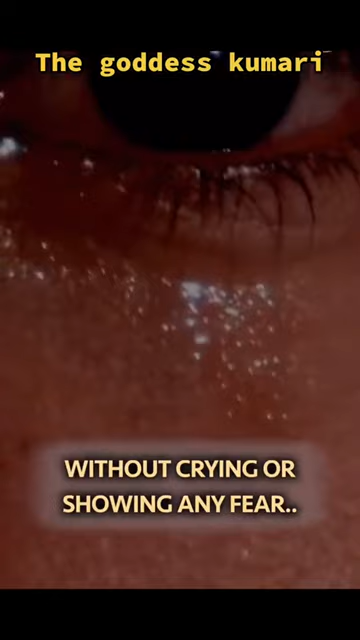 The goddess kumari
WITHOUT CRYING OR
SHOWING ANY FEAR..